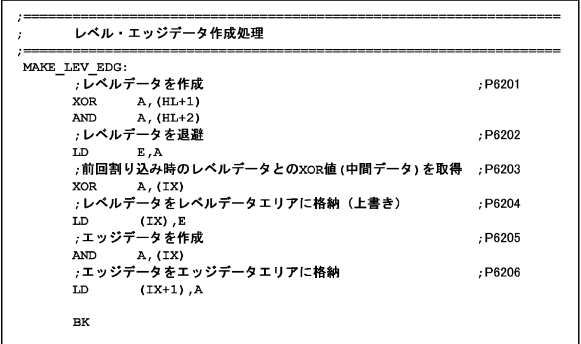 ;==============================================================
;       レベル・エッジデータ作成処理
;==============================================================
MAKE_LEV_EDG:
;レベルデータを作成 ;P6201
XOR A,(HL+1)
AND A,(HL+2)
;レベルデータを退避 ;P6202
LD E,A
;前回割り込み時のレベルデータとのXOR値(中間データ)を取得 ;P6203
XOR A,(IX)
;レベルデータをレベルデータエリアに格納（上書き） ;P6204
LD (IX),E
;エッジデータを作成 ;P6205
AND A,(IX)
;エッジデータをエッジデータエリアに格納 ;P6206
LD (IX+1),A
BK